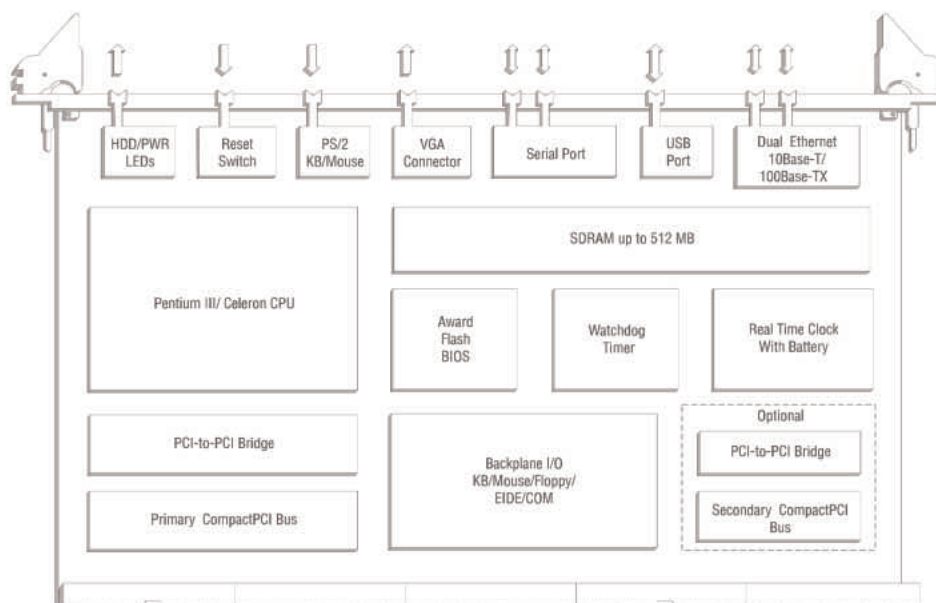 HDD/PWR
LEDs
Reset
Switch
PS/2
KB/Mouse
VGA
Connector
Serial Port
USB
Port
Dual Ethernet
10Base-T/
100Base-TX
SDRAM up to 512 MB
Pentium III/ Celeron CPU
Award
Flash
BIOS
Watchdog
Timer
Real Time Clock
With Battery
PCI-to-PCI Bridge
Backplane I/O
KB/Mouse/Floppy/
EIDE/COM
Optional
PCI-to-PCI Bridge
Primary CompactPCI Bus
Secondary CompactPCI
Bus